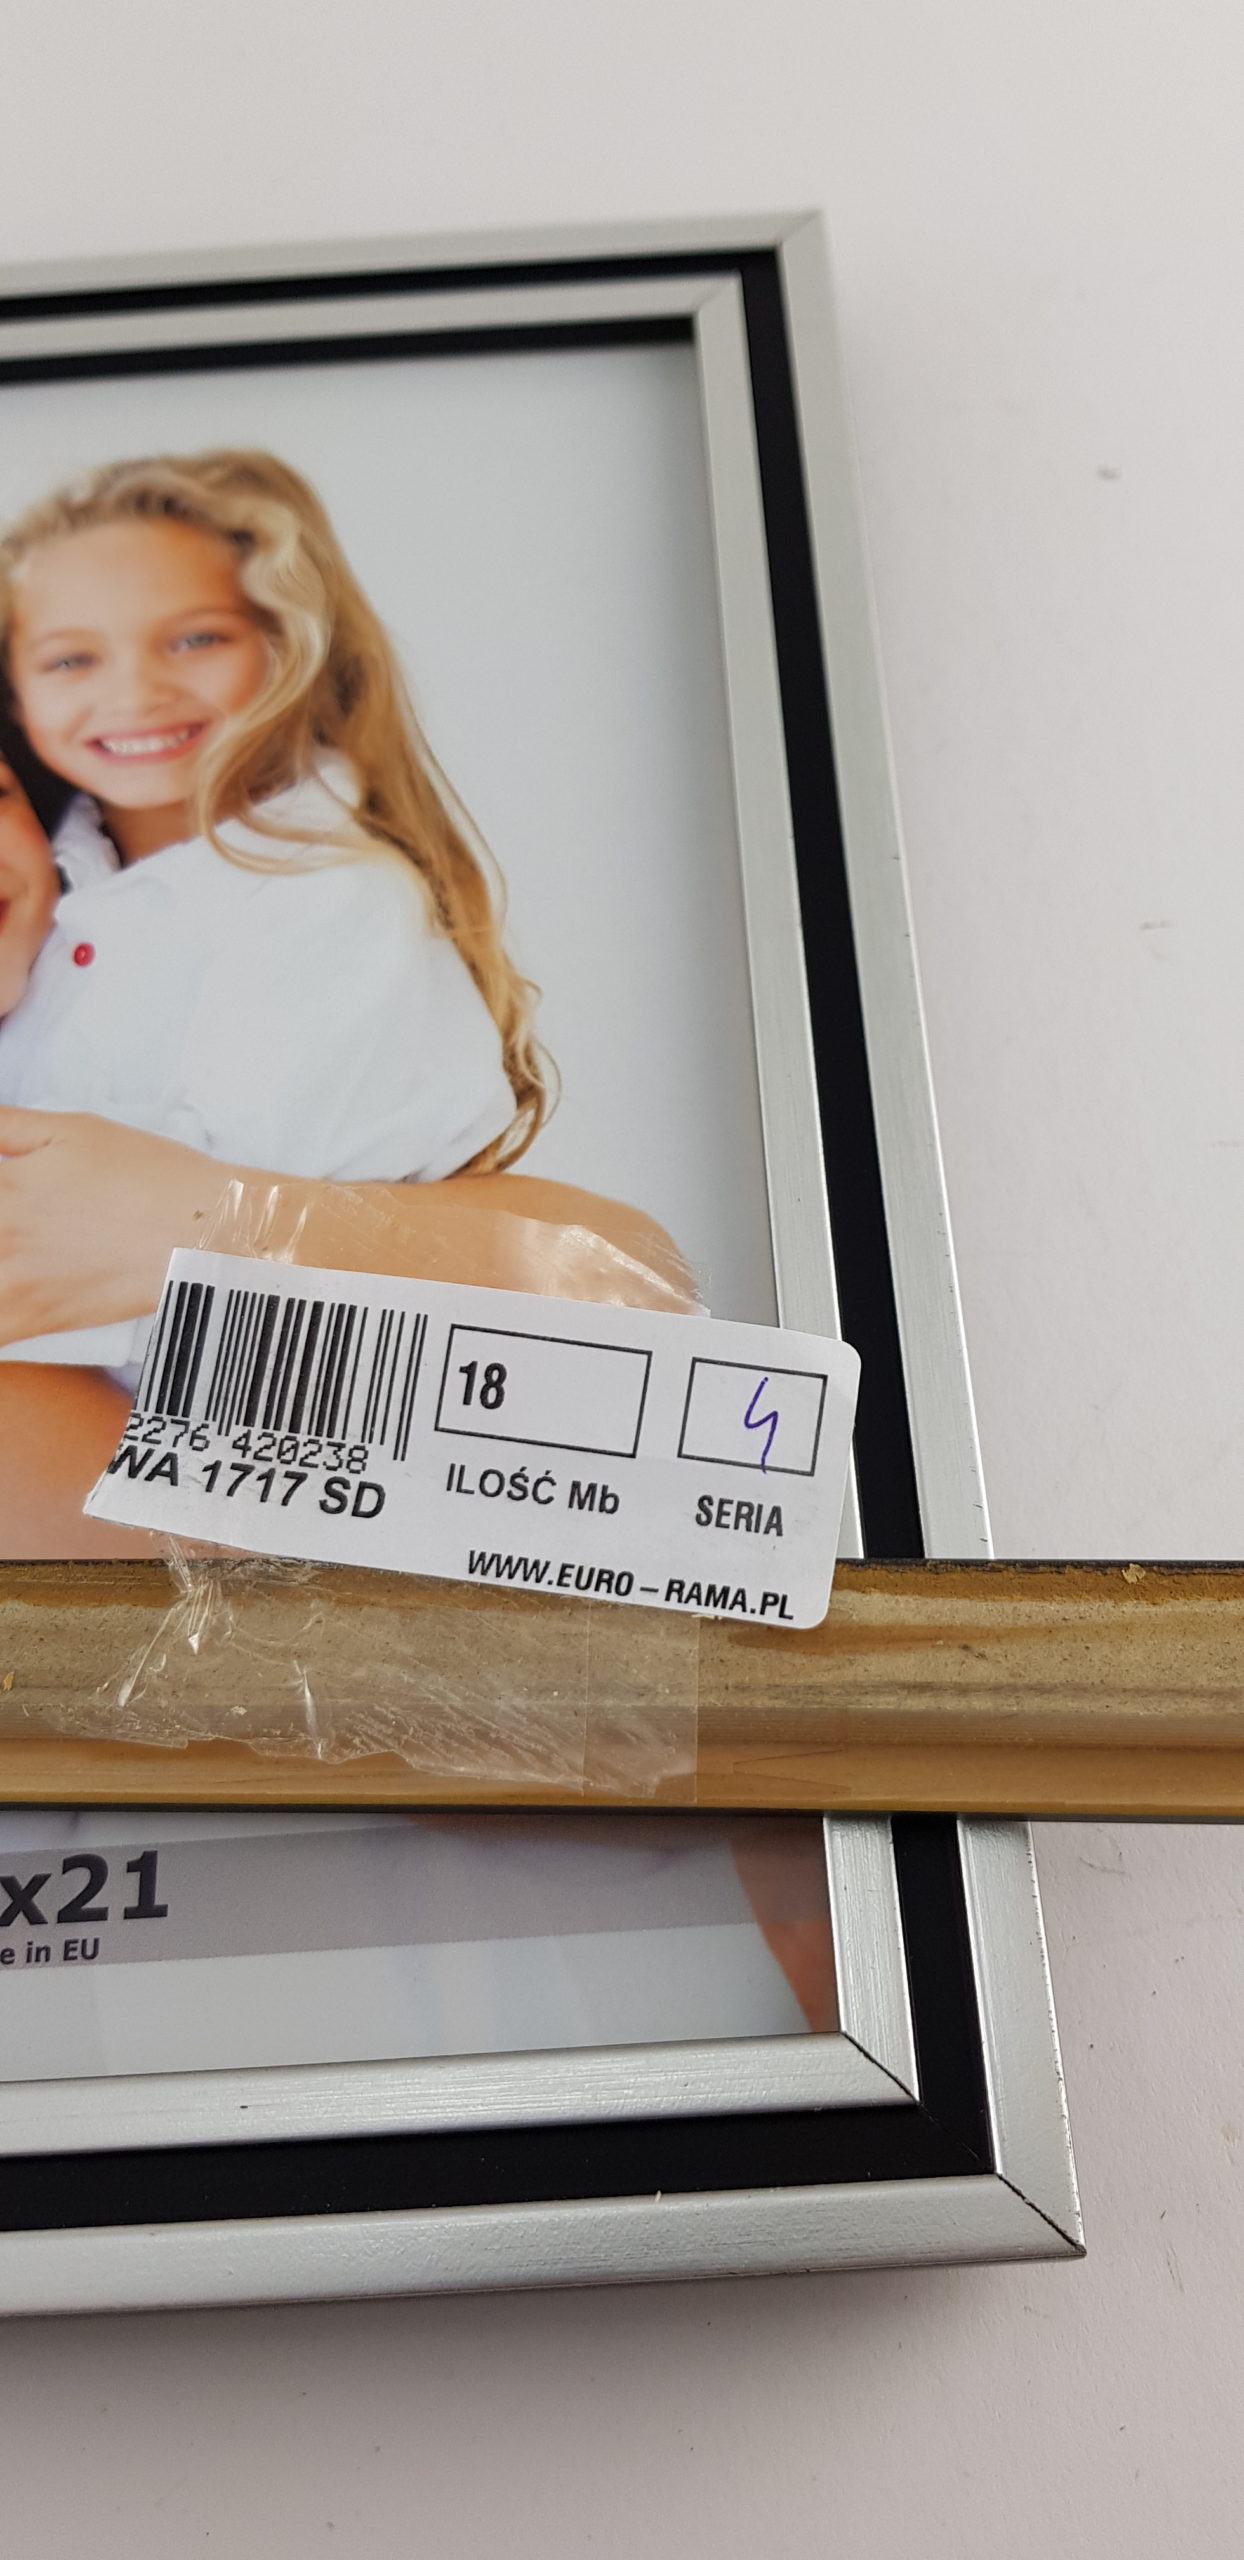 18
4
2276 420238
WA 1717 SD
ILOŚĆ Mb
SERIA
WWW.EURO – RAMA.PL
x21
e in EU